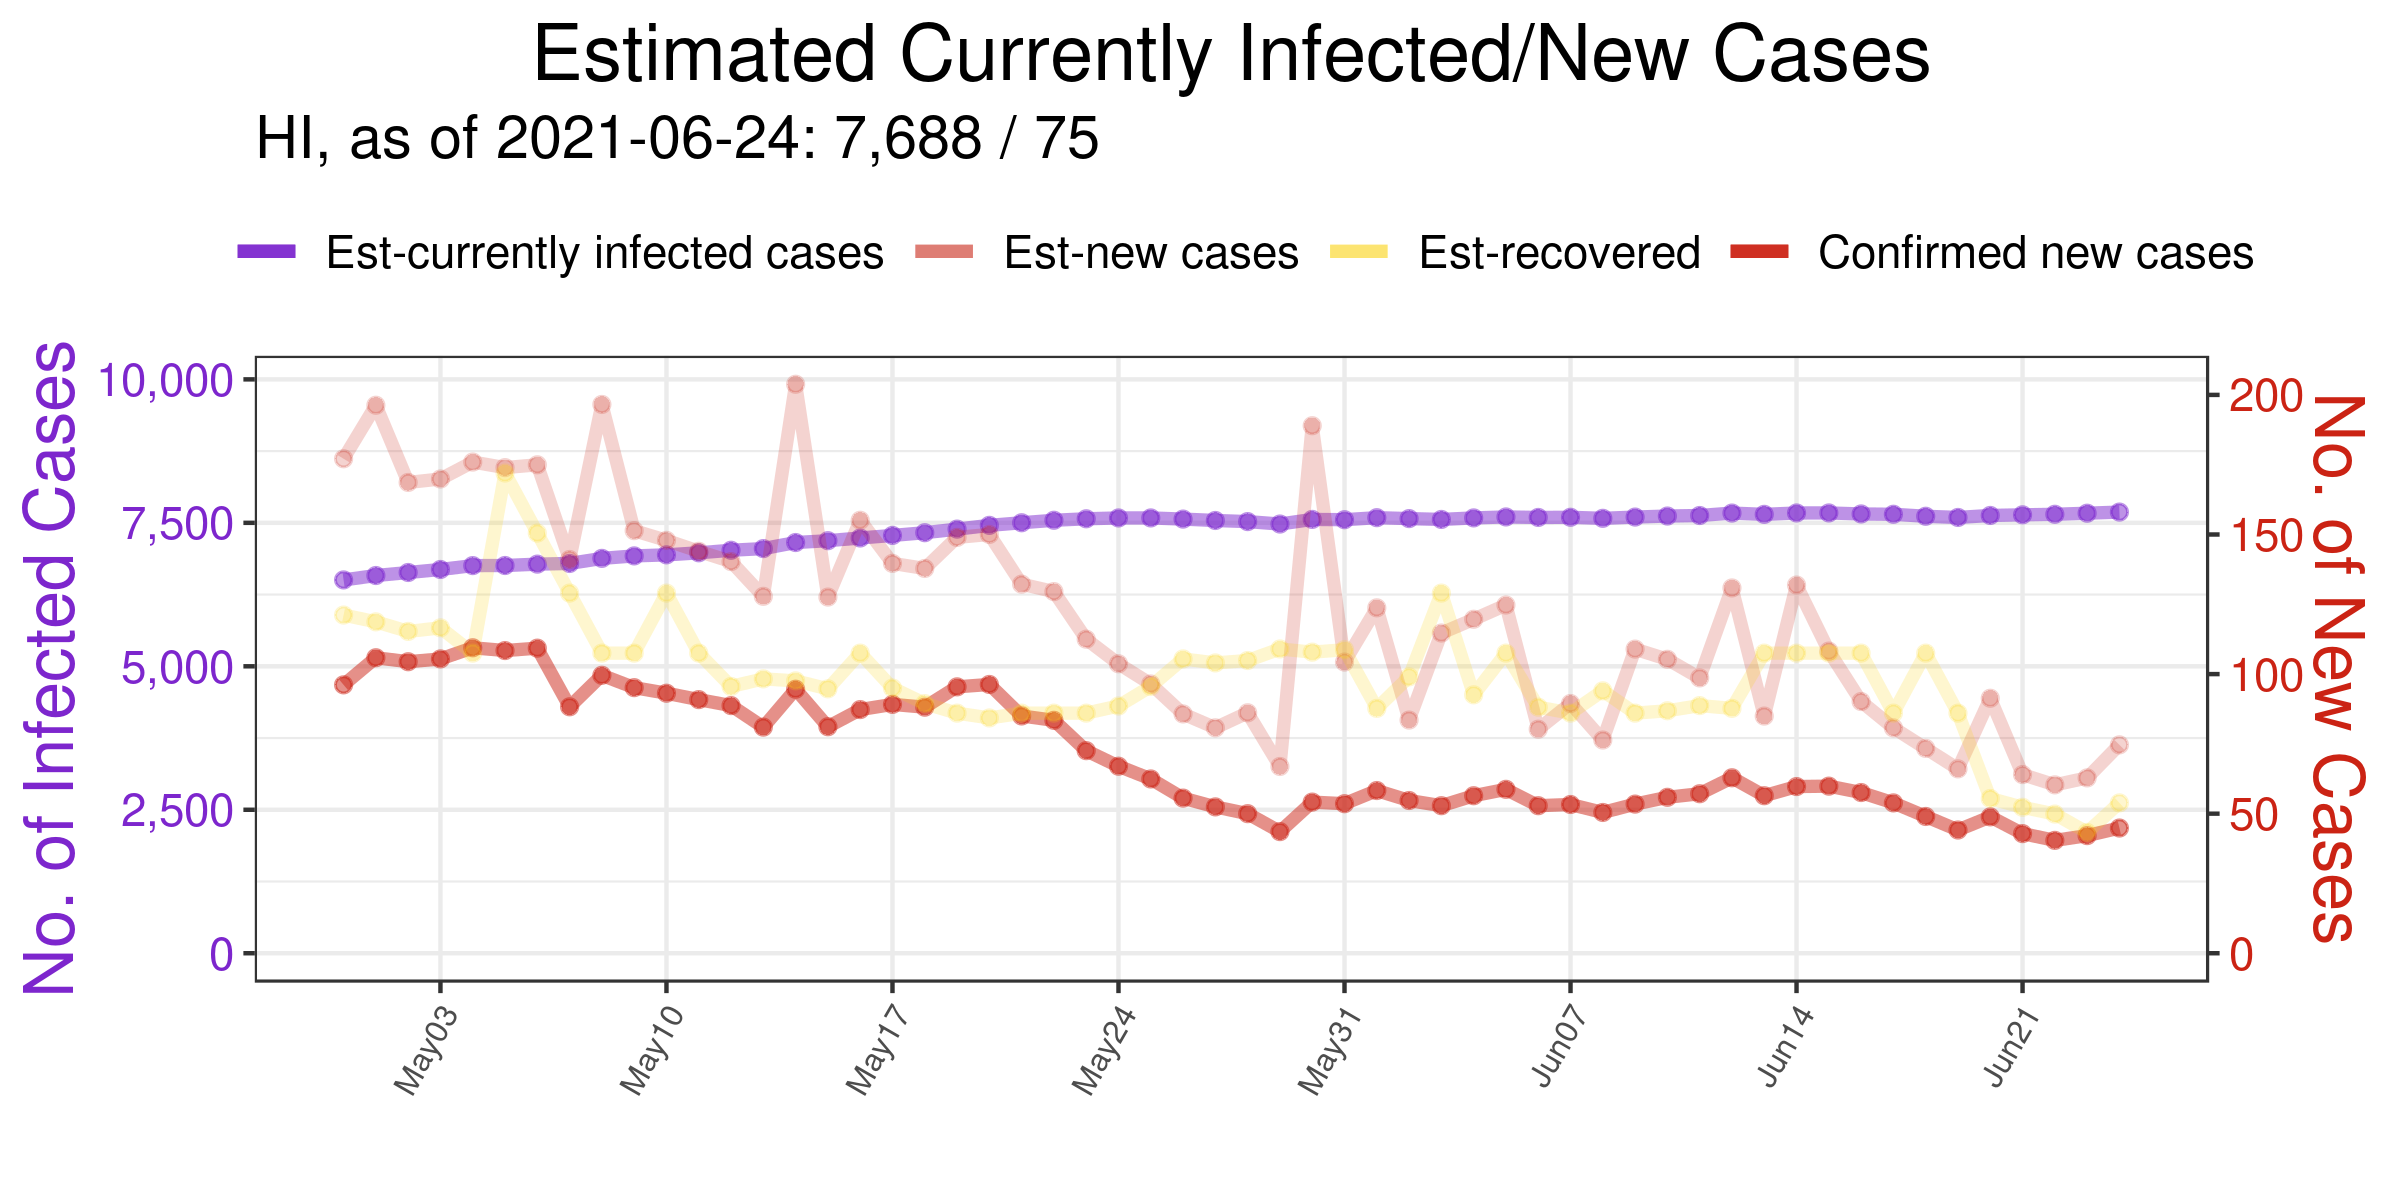 Estimated Currently Infected/New Cases
HI, as of 2021-06-24: 7,688 / 75
Est-currently infected cases Est-new cases Est-recovered Confirmed new cases
No. of Infected Cases
10,000
7,500
5,000
2,500
0
200
150
100
50
0
No. of New Cases
May03 May10 May17 May24 May31 Jun07 Jun14 Jun21